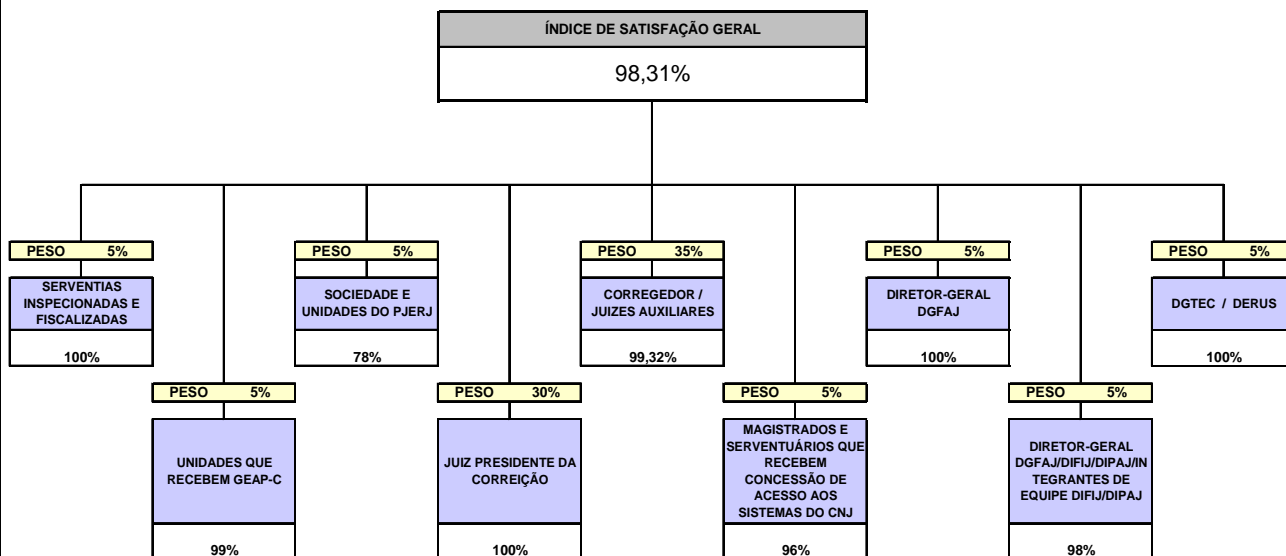 ÍNDICE DE SATISFAÇÃO GERAL
98,31%
PESO 5%
SERVENTIAS
INSPECIONADAS E
FISCALIZADAS
100%
PESO 5%
SOCIEDADE E
UNIDADES DO PJERJ
78%
PESO 35%
CORREGEDOR /
JUIZES AUXILIARES
99,32%
PESO 5%
DIRETOR-GERAL
DGFAJ
100%
PESO 5%
DGTEC / DERUS
100%
PESO 5%
UNIDADES QUE
RECEBEM GEAP-C
99%
PESO 30%
JUIZ PRESIDENTE DA
CORREIÇÃO
100%
PESO 5%
MAGISTRADOS E
SERVENTUÁRIOS QUE
RECEBEM
CONCESSÃO DE
ACESSO AOS
SISTEMAS DO CNJ
96%
PESO 5%
DIRETOR-GERAL
DGFAJ/DIFIJ/DIPAJ/IN
TEGRANTES DE
EQUIPE DIFIJ/DIPAJ
98%